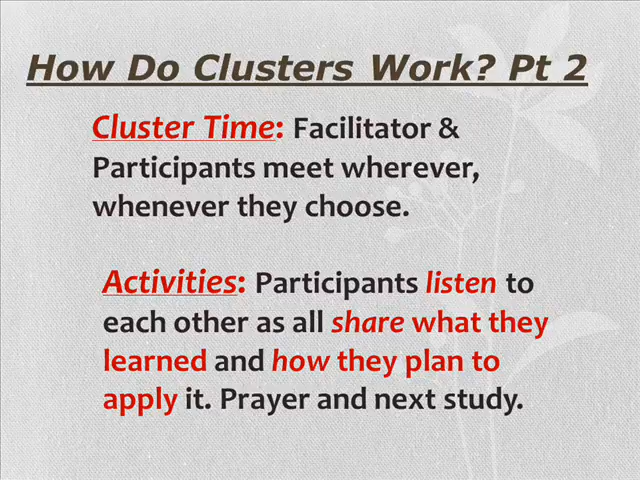 How Do Clusters Work? Pt 2
Cluster Time: Facilitator &
Participants meet wherever,
whenever they choose.
Activities: Participants listen to
each other as all share what they
learned and how they plan to
apply it. Prayer and next study.